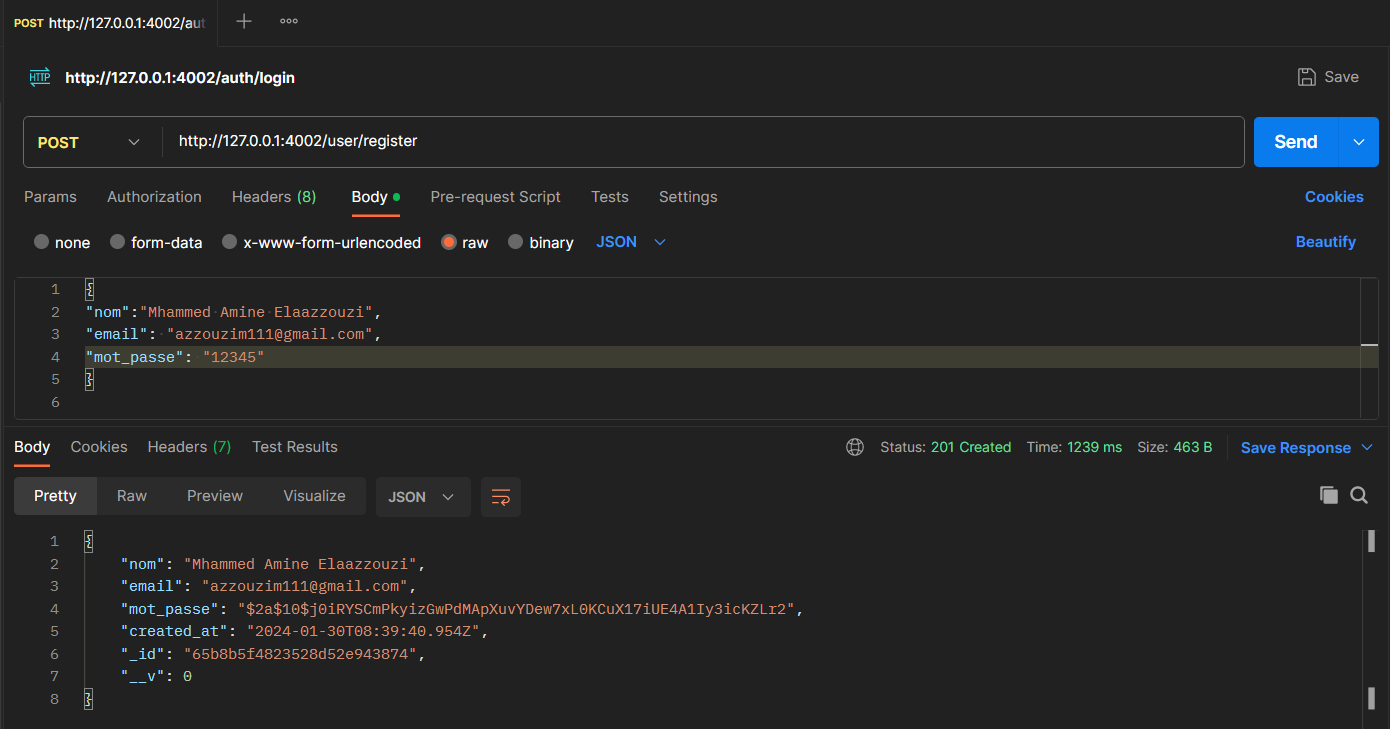 POST http://127.0.0.1:4002/aut
http://127.0.0.1:4002/auth/login
Save
POST http://127.0.0.1:4002/user/register Send
Params Authorization Headers (8) Body Pre-request Script Tests Settings Cookies
none form-data x-www-form-urlencoded raw binary JSON Beautify
1 {
2 "nom":"Mhammed Amine Elaazzouzi",
3 "email": "azzouzim111@gmail.com",
4 "mot_passe": "12345"
5 }
6
Body Cookies Headers (7) Test Results Status: 201 Created Time: 1239 ms Size: 463 B Save Response
Pretty Raw Preview Visualize JSON
1 {
2 "nom": "Mhammed Amine Elaazzouzi",
3 "email": "azzouzim111@gmail.com",
4 "mot_passe": "$2a$10$j0iRYSCmPkyizGwPdMApXuvYDew7xL0KCuX17iUE4A1Iy3icKZLr2",
5 "created_at": "2024-01-30T08:39:40.954Z",
6 "_id": "65b8b5f4823528d52e943874",
7 "__v": 0
8 }